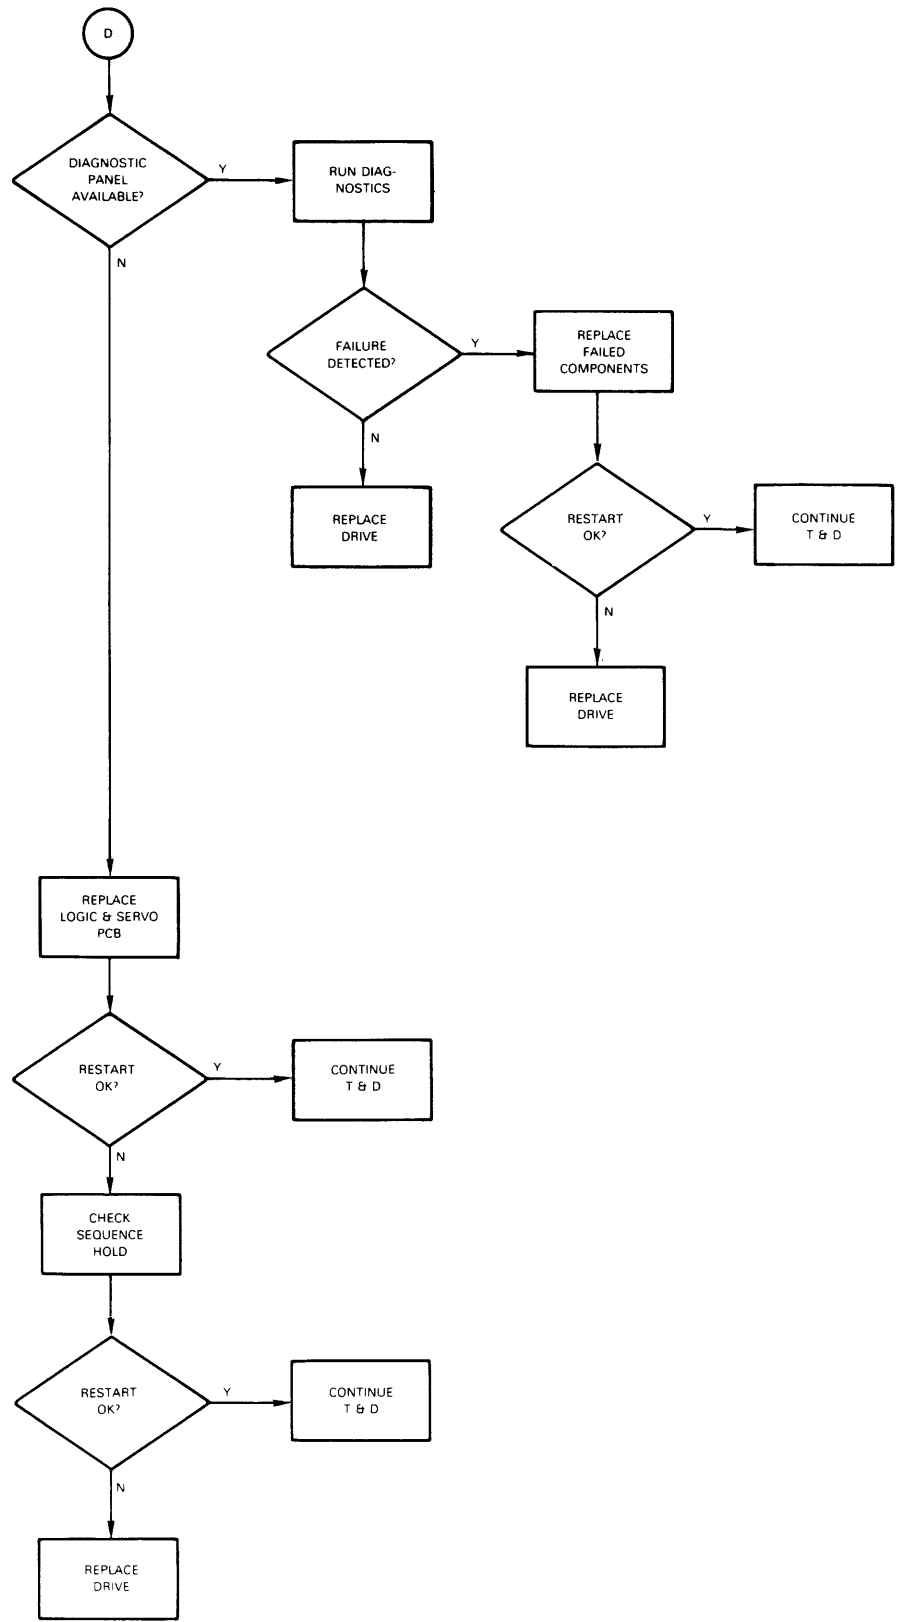 D
DIAGNOSTIC
PANEL
AVAILABLE?
Y
RUN DIAG-
NOSTICS
N
FAILURE
DETECTED?
Y
REPLACE
FAILED
COMPONENTS
N
REPLACE
DRIVE
RESTART
OK?
Y
CONTINUE
T & D
N
REPLACE
DRIVE
REPLACE
LOGIC & SERVO
PCB
RESTART
OK?
Y
CONTINUE
T & D
N
CHECK
SEQUENCE
HOLD
RESTART
OK?
Y
CONTINUE
T & D
N
REPLACE
DRIVE